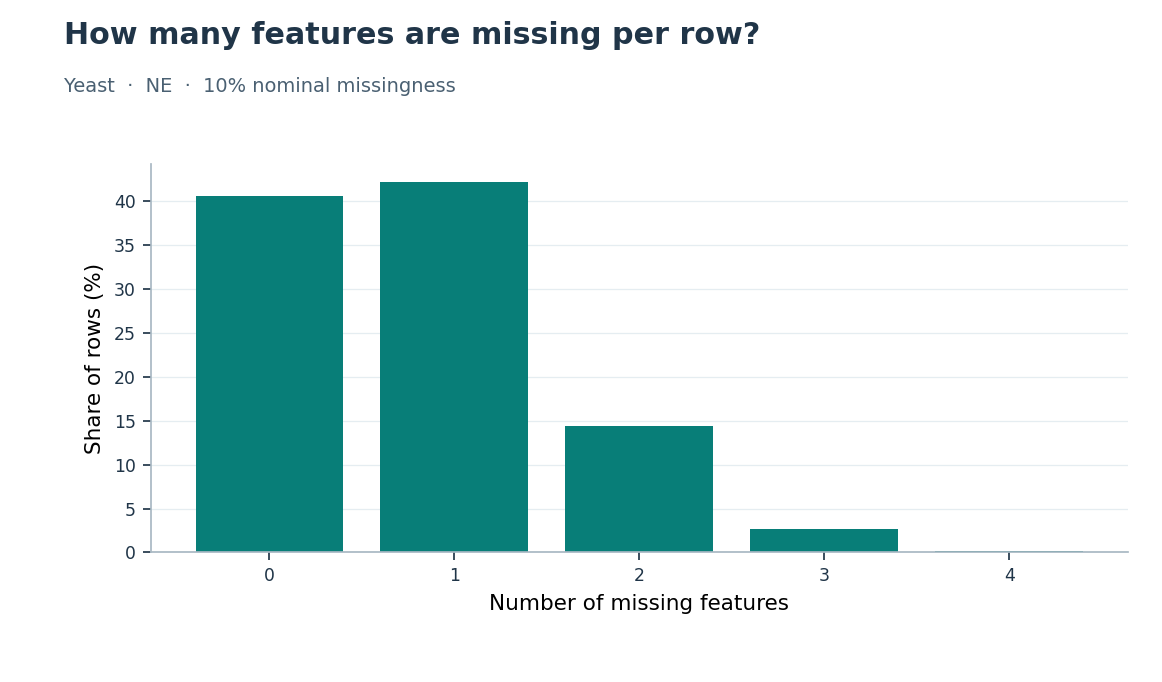 How many features are missing per row?
Yeast · NE · 10% nominal missingness
Share of rows (%)
40
35
30
25
20
15
10
5
0
0 1 2 3 4
Number of missing features